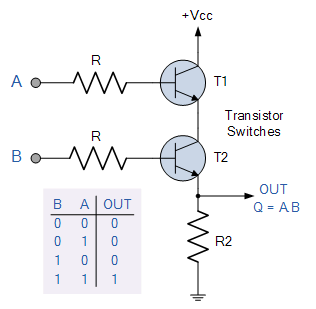 +Vcc
R
A
T1
Transistor
Switches
R
B
T2
OUT
Q = A.B
R2
B A OUT
0 0 0
0 1 0
1 0 0
1 1 1